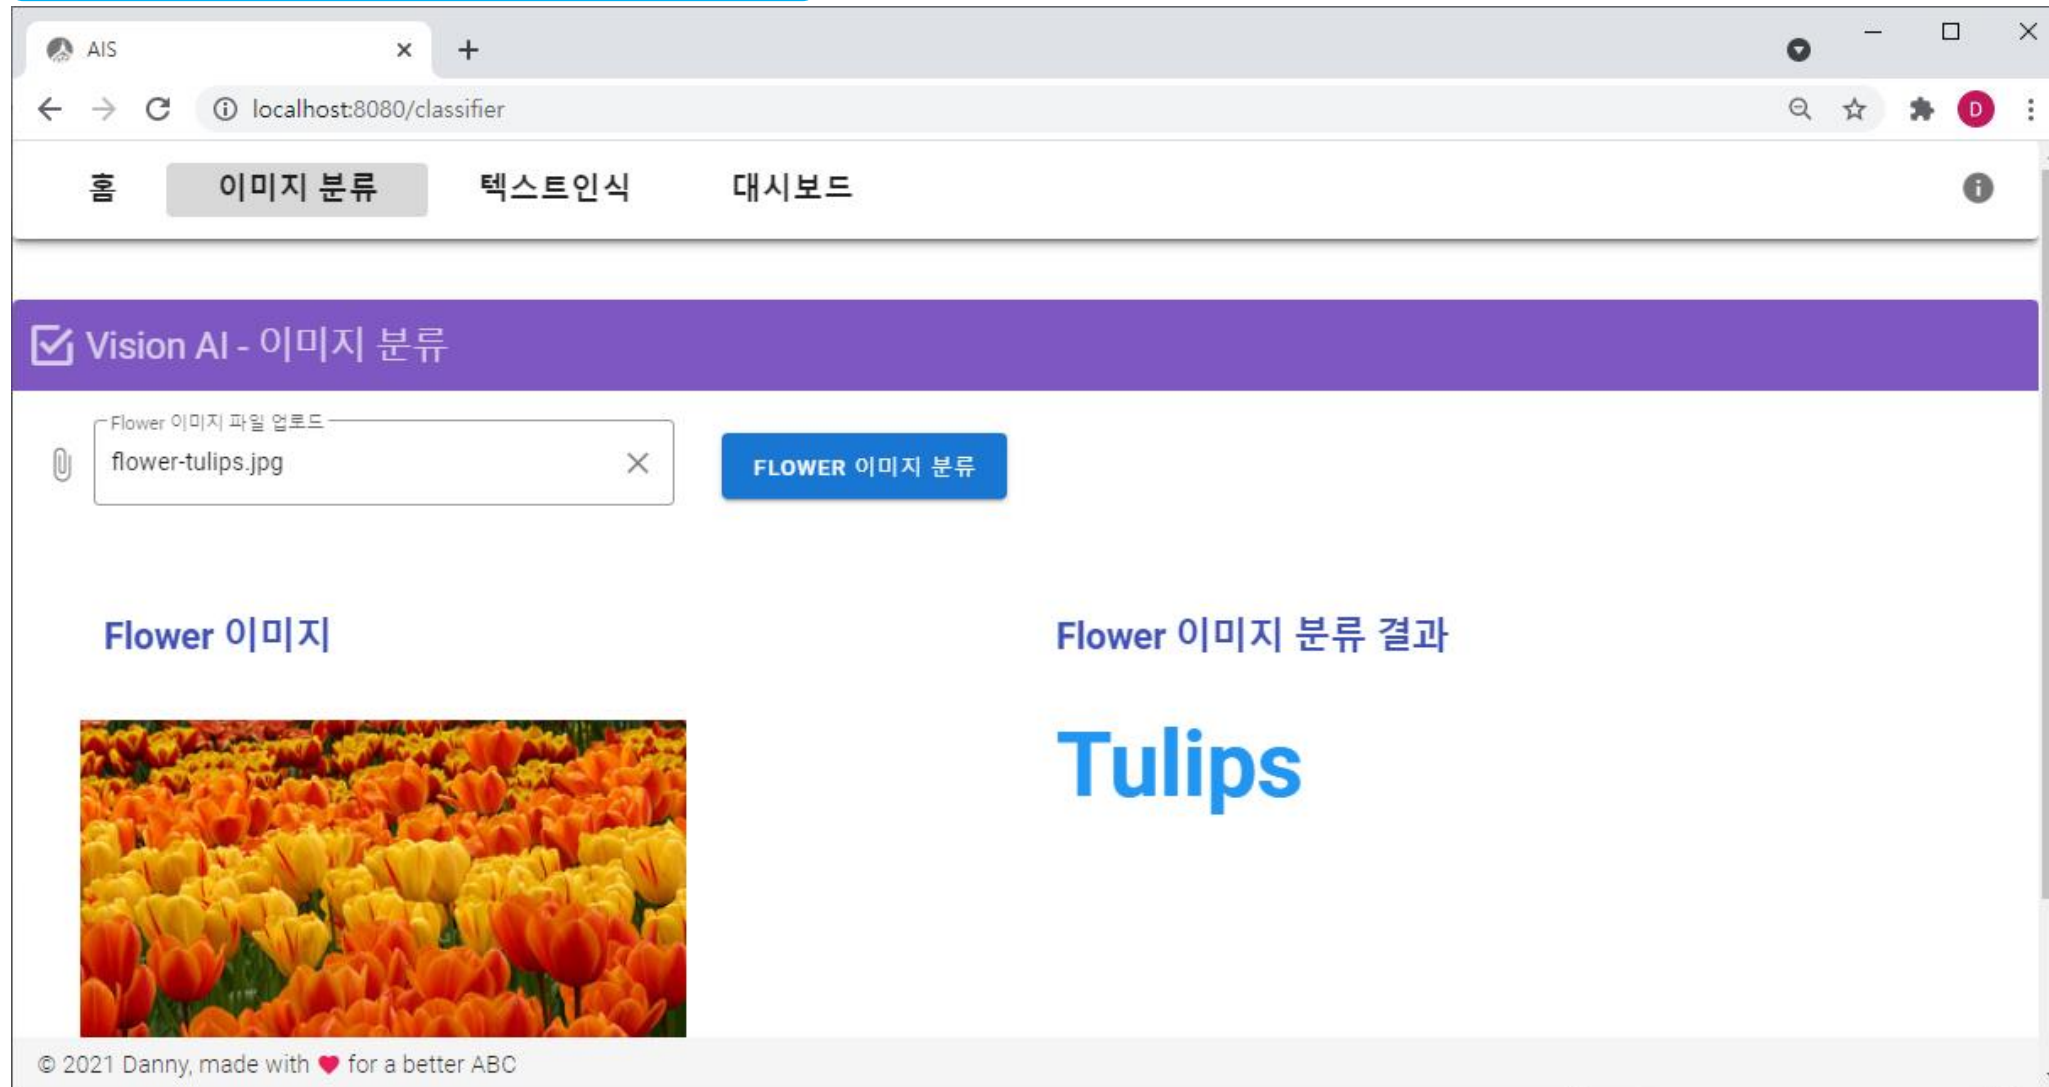 AIS
localhost:8080/classifier
D
홈 이미지 분류 텍스트인식 대시보드
Vision AI - 이미지 분류
Flower 이미지 파일 업로드
flower-tulips.jpg
FLOWER 이미지 분류
Flower 이미지
Flower 이미지 분류 결과
Tulips
© 2021 Danny, made with ♥ for a better ABC